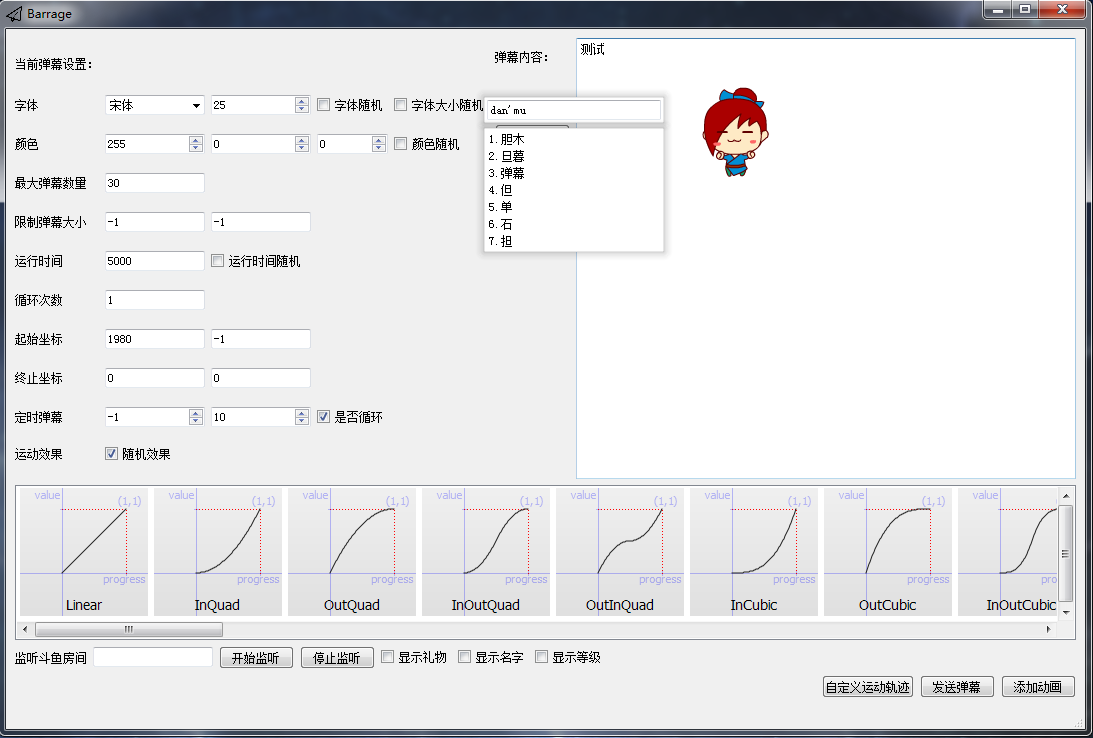 Barrage
当前弹幕设置:
弹幕内容:
测试
字体 宋体 25 字体随机 字体大小随机
dan'mu
1. 胆木
2. 旦暮
3. 弹幕
4. 但
5. 单
6. 石
7. 担
颜色 255 0 0 颜色随机
最大弹幕数量 30
限制弹幕大小 -1 -1
运行时间 5000 运行时间随机
循环次数 1
起始坐标 1980 -1
终止坐标 0 0
定时弹幕 -1 10 是否循环
运动效果 随机效果
value (1,1) value (1,1) value (1,1) value (1,1) value (1,1) value (1,1) value (1,1) value
progress progress progress progress progress progress progress pro
Linear InQuad OutQuad InOutQuad OutInQuad InCubic OutCubic InOutCubic
监听斗鱼房间 开始监听 停止监听 显示礼物 显示名字 显示等级
自定义运动轨迹 发送弹幕 添加动画